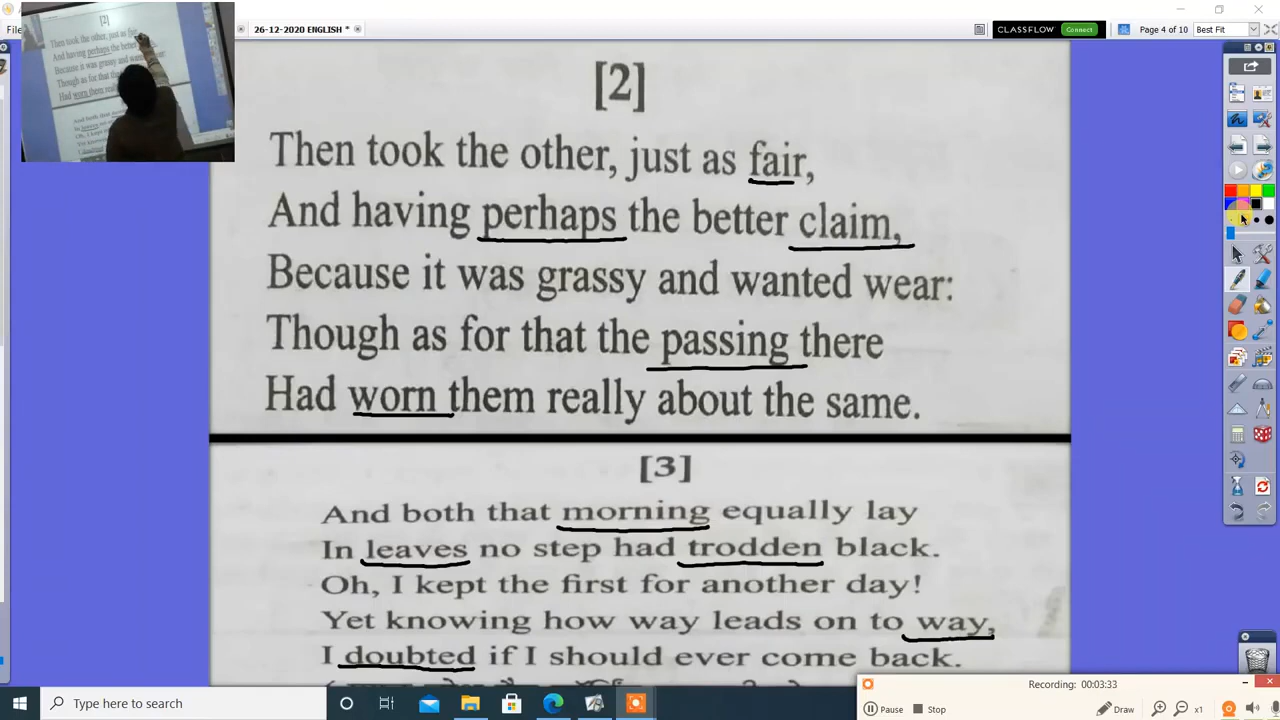 File
26-12-2020 ENGLISH *
CLASSFLOW Connect
Page 4 of 10
Best Fit
[2]
Then took the other, just as fair,
And having perhaps the better claim,
Because it was grassy and wanted wear:
Though as for that the passing there
Had worn them really about the same.
[3]
And both that morning equally lay
In leaves no step had trodden black.
Oh, I kept the first for another day!
Yet knowing how way leads on to way,
I doubted if I should ever come back.
Recording: 00:03:33
Pause Stop Draw x1
Type here to search